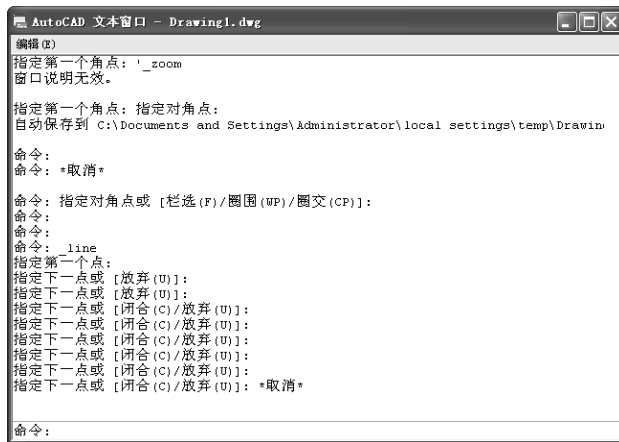 AutoCAD 文本窗口 - Drawing1.dwg
编辑(E)
指定第一个角点: '_zoom
窗口说明无效。
指定第一个角点: 指定对角点:
自动保存到 C:\Documents and Settings\Administrator\local settings\temp\Drawing
命令:
命令: *取消*
命令: 指定对角点或 [栏选(F)/圈围(WP)/圈交(CP)]:
命令:
命令:
命令: _line
指定第一个点:
指定下一点或 [放弃(U)]:
指定下一点或 [放弃(U)]:
指定下一点或 [闭合(C)/放弃(U)]:
指定下一点或 [闭合(C)/放弃(U)]:
指定下一点或 [闭合(C)/放弃(U)]:
指定下一点或 [闭合(C)/放弃(U)]:
指定下一点或 [闭合(C)/放弃(U)]:
指定下一点或 [闭合(C)/放弃(U)]: *取消*
命令: